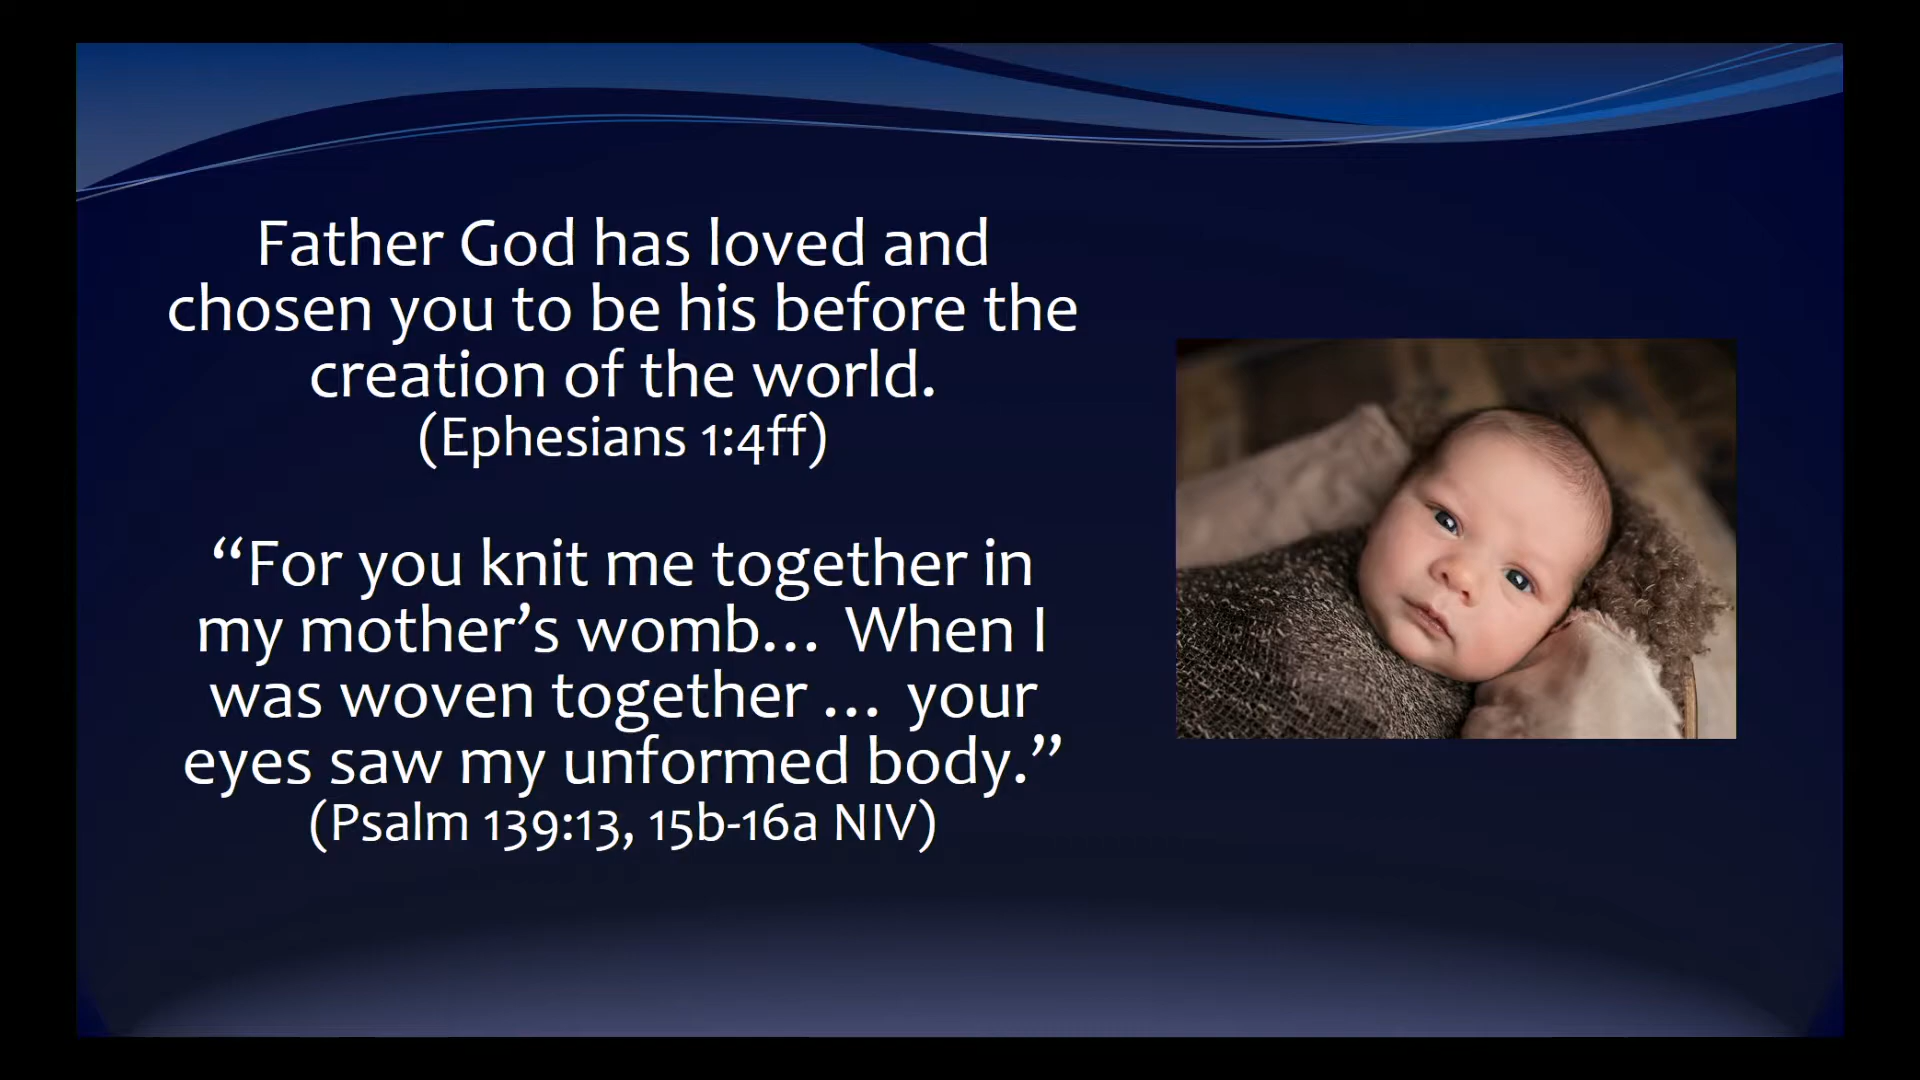 Father God has loved and
chosen you to be his before the
creation of the world.
(Ephesians 1:4ff)
“For you knit me together in
my mother’s womb… When I
was woven together … your
eyes saw my unformed body.”
(Psalm 139:13, 15b-16a NIV)